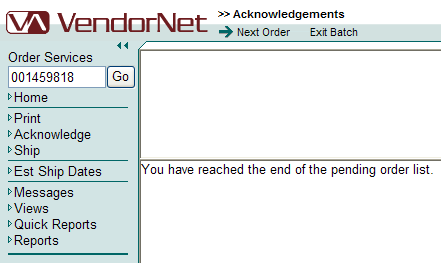 VA VendorNet
>> Acknowledgements
Next Order Exit Batch
Order Services
001459818 Go
Home
Print
Acknowledge
Ship
Est Ship Dates
Messages
Views
Quick Reports
Reports
You have reached the end of the pending order list.